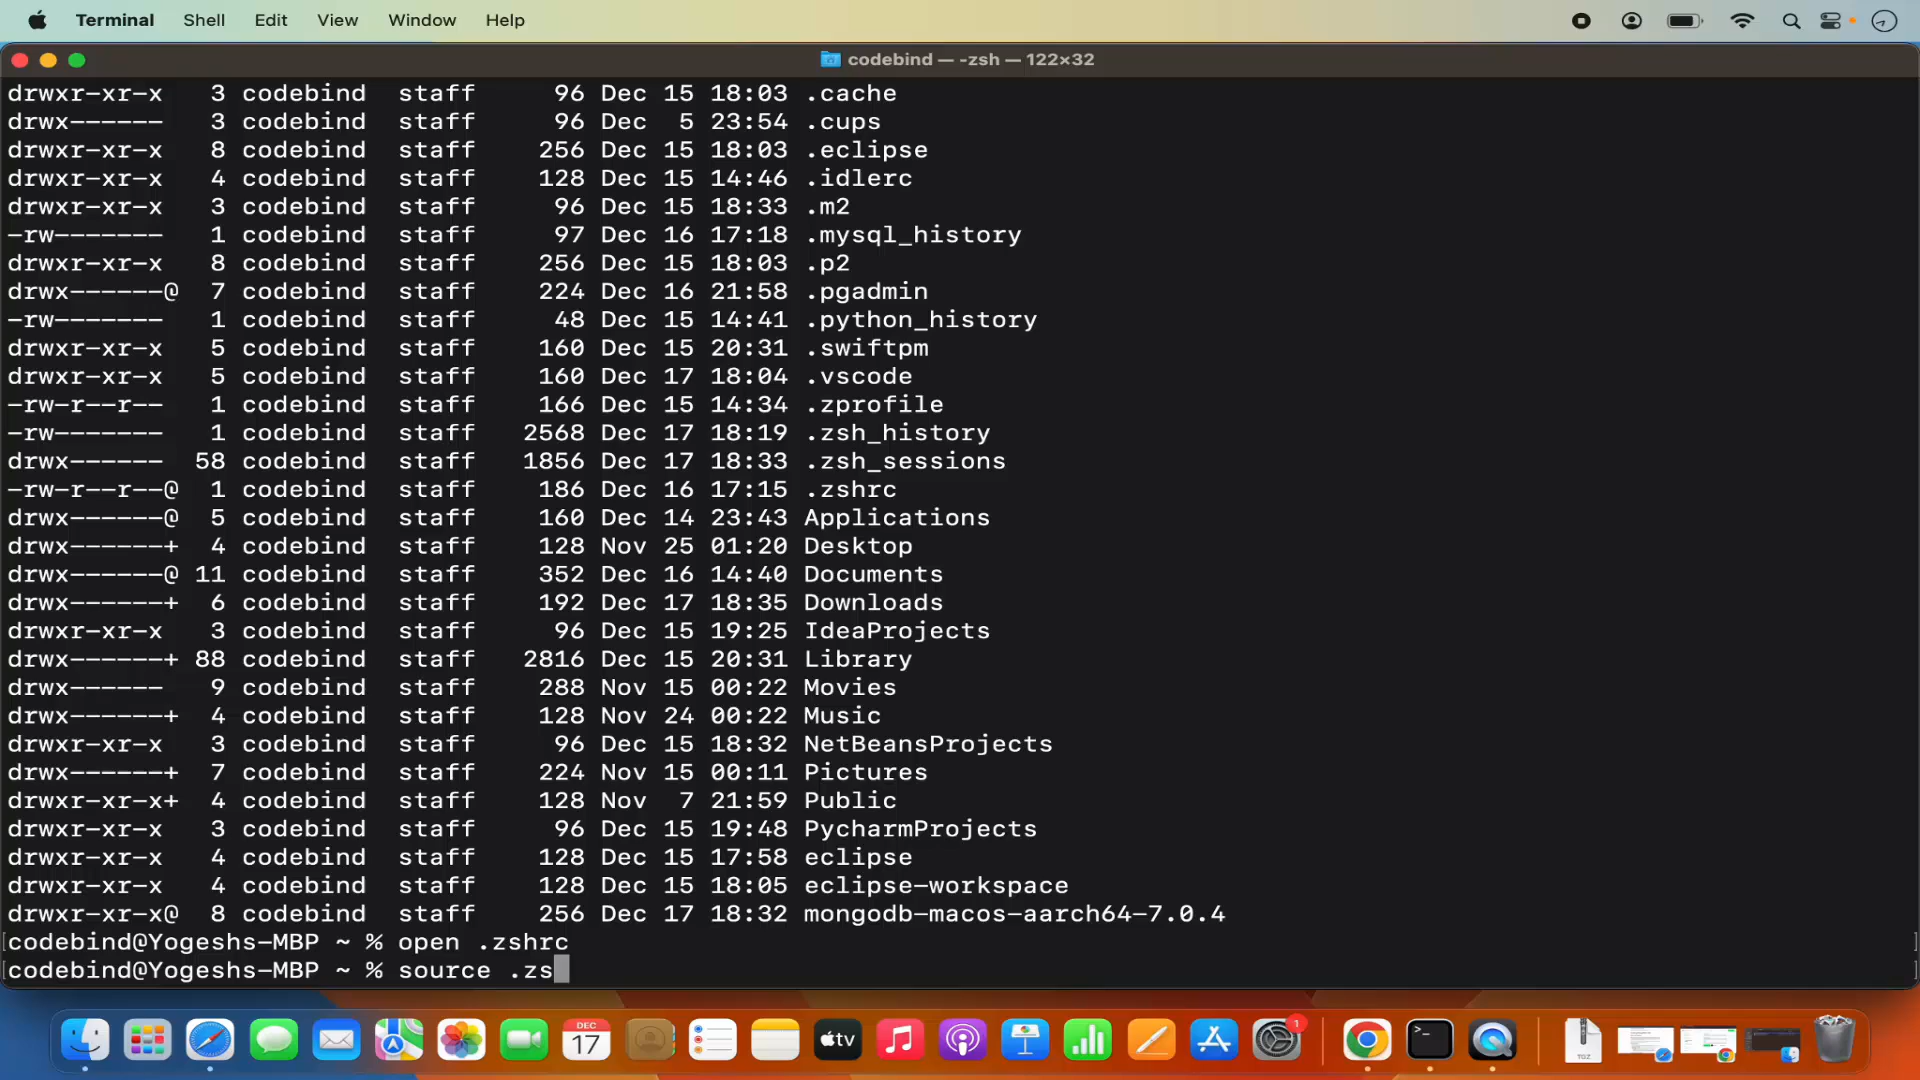 Terminal Shell Edit View Window Help
codebind — -zsh — 122×32
drwxr-xr-x 3 codebind staff 96 Dec 15 18:03 .cache
drwx------ 3 codebind staff 96 Dec 5 23:54 .cups
drwxr-xr-x 8 codebind staff 256 Dec 15 18:03 .eclipse
drwxr-xr-x 4 codebind staff 128 Dec 15 14:46 .idlerc
drwxr-xr-x 3 codebind staff 96 Dec 15 18:33 .m2
-rw------- 1 codebind staff 97 Dec 16 17:18 .mysql_history
drwxr-xr-x 8 codebind staff 256 Dec 15 18:03 .p2
drwx------@ 7 codebind staff 224 Dec 16 21:58 .pgadmin
-rw------- 1 codebind staff 48 Dec 15 14:41 .python_history
drwxr-xr-x 5 codebind staff 160 Dec 15 20:31 .swiftpm
drwxr-xr-x 5 codebind staff 160 Dec 17 18:04 .vscode
-rw-r--r-- 1 codebind staff 166 Dec 15 14:34 .zprofile
-rw------- 1 codebind staff 2568 Dec 17 18:19 .zsh_history
drwx------ 58 codebind staff 1856 Dec 17 18:33 .zsh_sessions
-rw-r--r--@ 1 codebind staff 186 Dec 16 17:15 .zshrc
drwx------@ 5 codebind staff 160 Dec 14 23:43 Applications
drwx------+ 4 codebind staff 128 Nov 25 01:20 Desktop
drwx------@ 11 codebind staff 352 Dec 16 14:40 Documents
drwx------+ 6 codebind staff 192 Dec 17 18:35 Downloads
drwxr-xr-x 3 codebind staff 96 Dec 15 19:25 IdeaProjects
drwx------+ 88 codebind staff 2816 Dec 15 20:31 Library
drwx------ 9 codebind staff 288 Nov 15 00:22 Movies
drwx------+ 4 codebind staff 128 Nov 24 00:22 Music
drwxr-xr-x 3 codebind staff 96 Dec 15 18:32 NetBeansProjects
drwx------+ 7 codebind staff 224 Nov 15 00:11 Pictures
drwxr-xr-x+ 4 codebind staff 128 Nov 7 21:59 Public
drwxr-xr-x 3 codebind staff 96 Dec 15 19:48 PycharmProjects
drwxr-xr-x 4 codebind staff 128 Dec 15 17:58 eclipse
drwxr-xr-x 4 codebind staff 128 Dec 15 18:05 eclipse-workspace
drwxr-xr-x@ 8 codebind staff 256 Dec 17 18:32 mongodb-macos-aarch64-7.0.4
[codebind@Yogeshs-MBP ~ % open .zshrc ]
[codebind@Yogeshs-MBP ~ % source .zs ]
DEC
17
tv
1
>_
TGZ